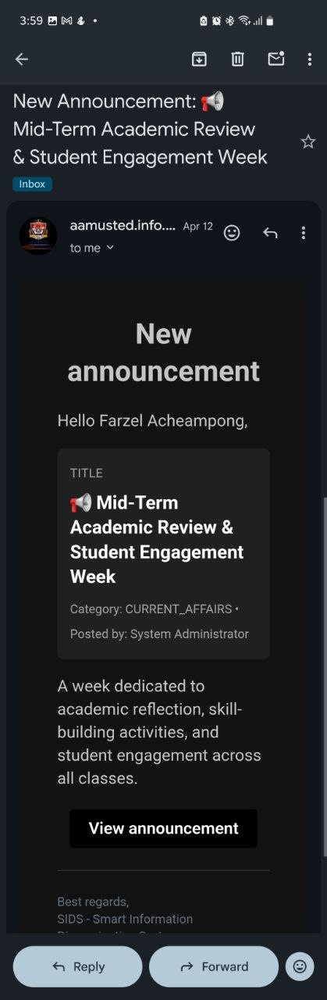 3:59
New Announcement: 📢
Mid-Term Academic Review
& Student Engagement Week
Inbox
aamusted.info.... Apr 12
to me
New
announcement
Hello Farzel Acheampong,
TITLE
📢 Mid-Term
Academic Review &
Student Engagement
Week
Category: CURRENT_AFFAIRS •
Posted by: System Administrator
A week dedicated to
academic reflection, skill-
building activities, and
student engagement across
all classes.
View announcement
Best regards,
SIDS - Smart Information
Reply
Forward